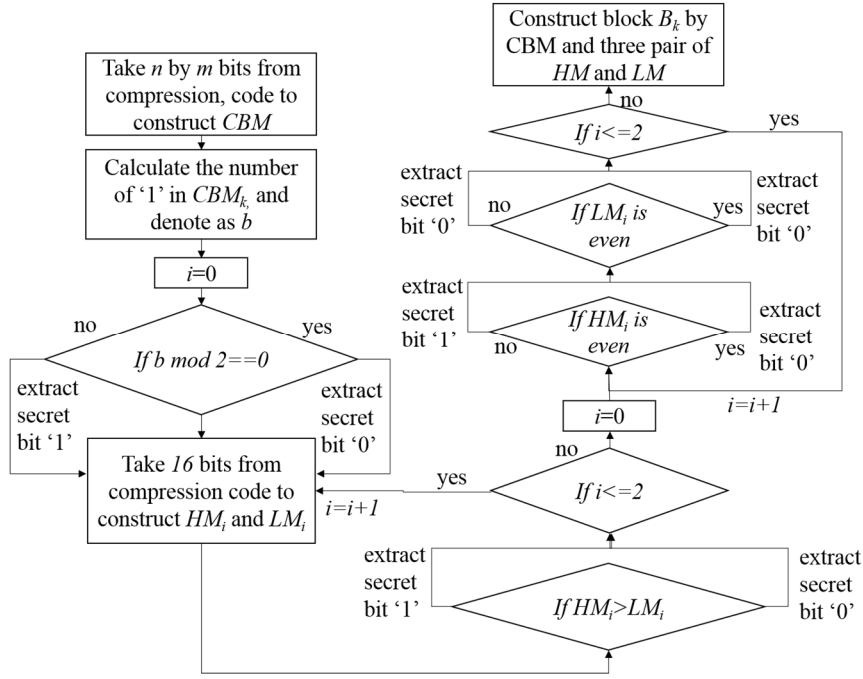 Take n by m bits from
compression, code to
construct CBM
Calculate the number
of ‘1’ in CBMk, and
denote as b
i=0
no
yes
If b mod 2==0
extract
secret
bit ‘1’
extract
secret
bit ‘0’
Take 16 bits from
compression code to
construct HMi and LMi
If HMi>LMi
extract
secret
bit ‘1’
extract
secret
bit ‘0’
If i<=2
yes
i=i+1
no
i=0
If HMi is
even
no
yes
extract
secret
bit ‘1’
extract
secret
bit ‘0’
If LMi is
even
no
yes
extract
secret
bit ‘0’
extract
secret
bit ‘0’
If i<=2
yes
i=i+1
no
Construct block Bk by
CBM and three pair of
HM and LM